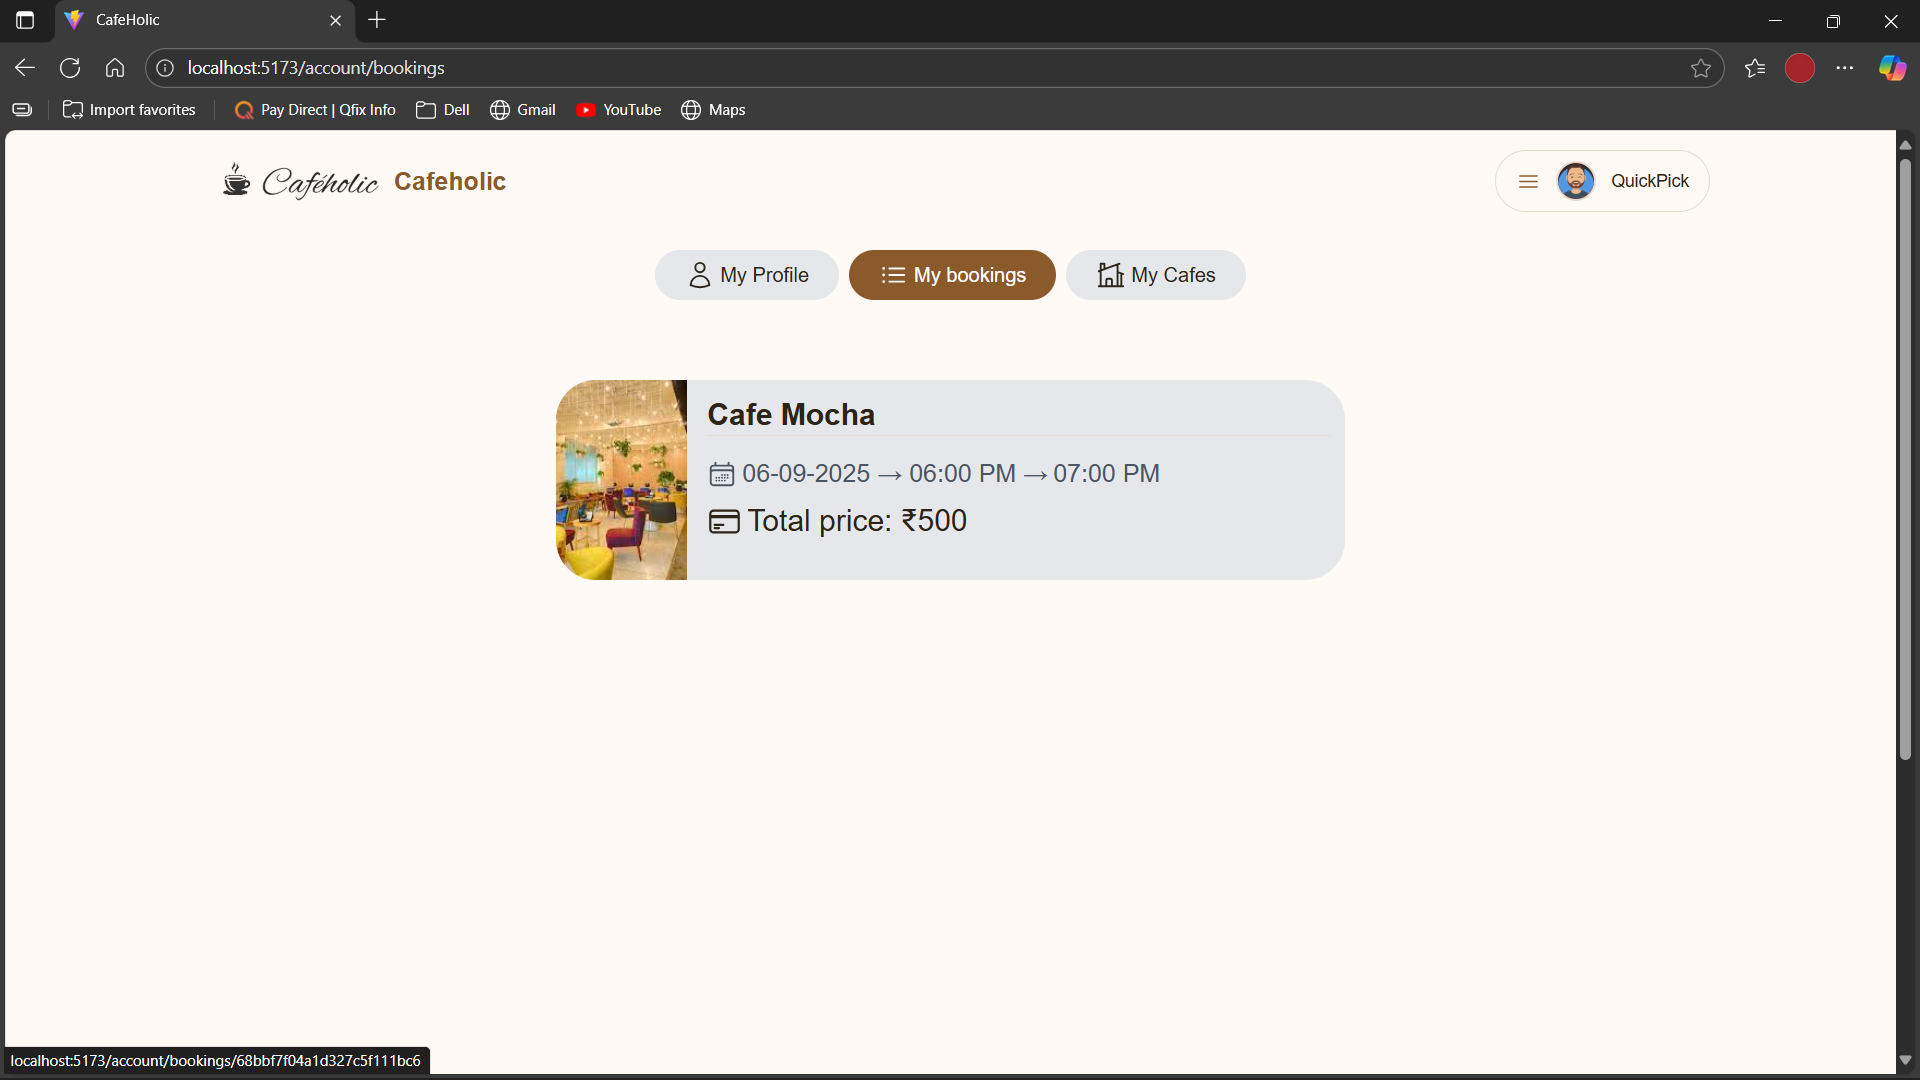 CafeHolic
localhost:5173/account/bookings
Import favorites
Pay Direct | Qfix Info
Dell
Gmail
YouTube
Maps
Caféholic Cafeholic
QuickPick
My Profile
My bookings
My Cafes
Cafe Mocha
06-09-2025 → 06:00 PM → 07:00 PM
Total price: ₹500
localhost:5173/account/bookings/68bbf7f04a1d327c5f111bc6